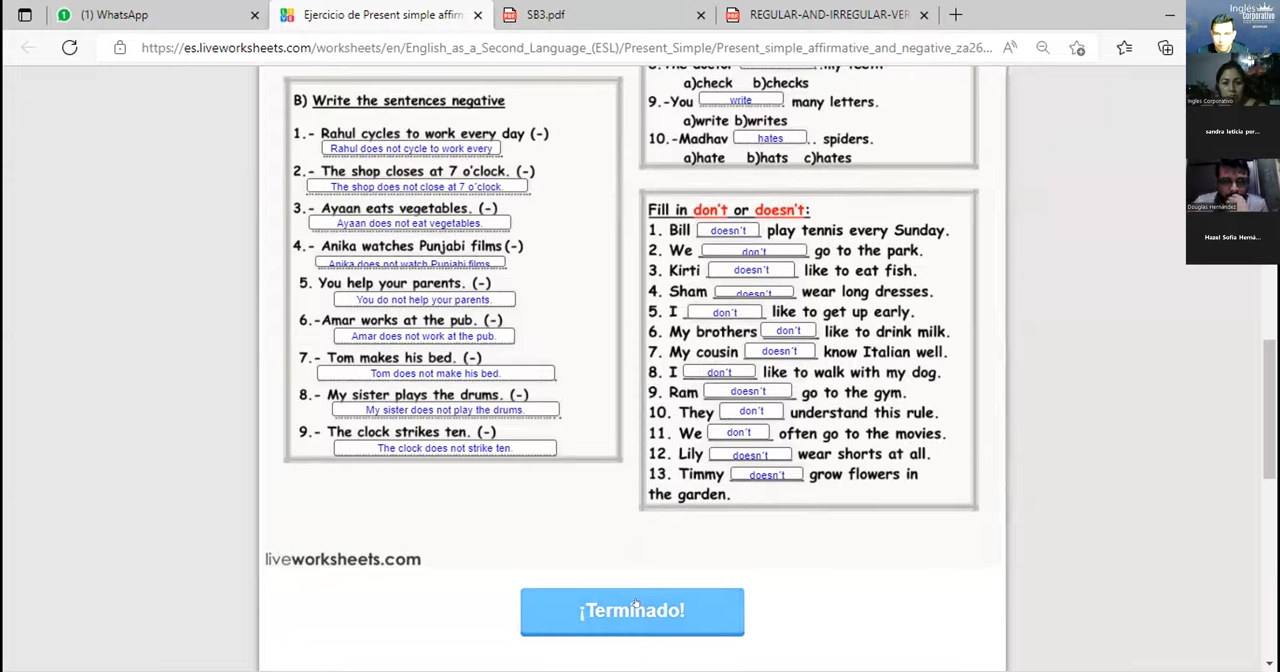 (1) WhatsApp
Ejercicio de Present simple affirm
SB3.pdf
REGULAR-AND-IRREGULAR-VER
https://es.liveworksheets.com/worksheets/en/English_as_a_Second_Language_(ESL)/Present_Simple/Present_simple_affirmative_and_negative_za26...
B) Write the sentences negative
1.- Rahul cycles to work every day (-)
Rahul does not cycle to work every
2.- The shop closes at 7 o'clock. (-)
The shop does not close at 7 o'clock.
3.- Ayaan eats vegetables. (-)
Ayaan does not eat vegetables.
4.- Anika watches Punjabi films (-)
Anika does not watch Punjabi films
5. You help your parents. (-)
You do not help your parents.
6.-Amar works at the pub. (-)
Amar does not work at the pub.
7.- Tom makes his bed. (-)
Tom does not make his bed.
8.- My sister plays the drums. (-)
My sister does not play the drums.
9.- The clock strikes ten. (-)
The clock does not strike ten.
a)check b)checks
9.-You write many letters.
a)write b)writes
10.-Madhav hates .. spiders.
a)hate b)hats c)hates
Fill in don't or doesn't:
1. Bill doesn't play tennis every Sunday.
2. We don't go to the park.
3. Kirti doesn't like to eat fish.
4. Sham doesn't wear long dresses.
5. I don't like to get up early.
6. My brothers don't like to drink milk.
7. My cousin doesn't know Italian well.
8. I don't like to walk with my dog.
9. Ram doesn't go to the gym.
10. They don't understand this rule.
11. We don't often go to the movies.
12. Lily doesn't wear shorts at all.
13. Timmy doesn't grow flowers in
the garden.
liveworksheets.com
¡Terminado!
Inglés
Corporativo
Ingles Corporativo
sandra leticia per...
Douglas Hernández
Hazel Sofia Herná...